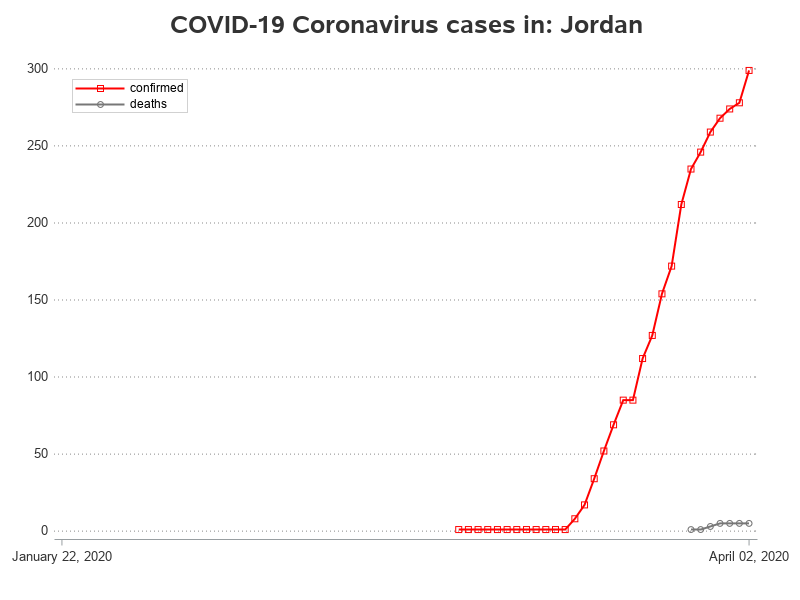 COVID-19 Coronavirus cases in: Jordan
300
confirmed
deaths
250
200
150
100
50
0
January 22, 2020
April 02, 2020